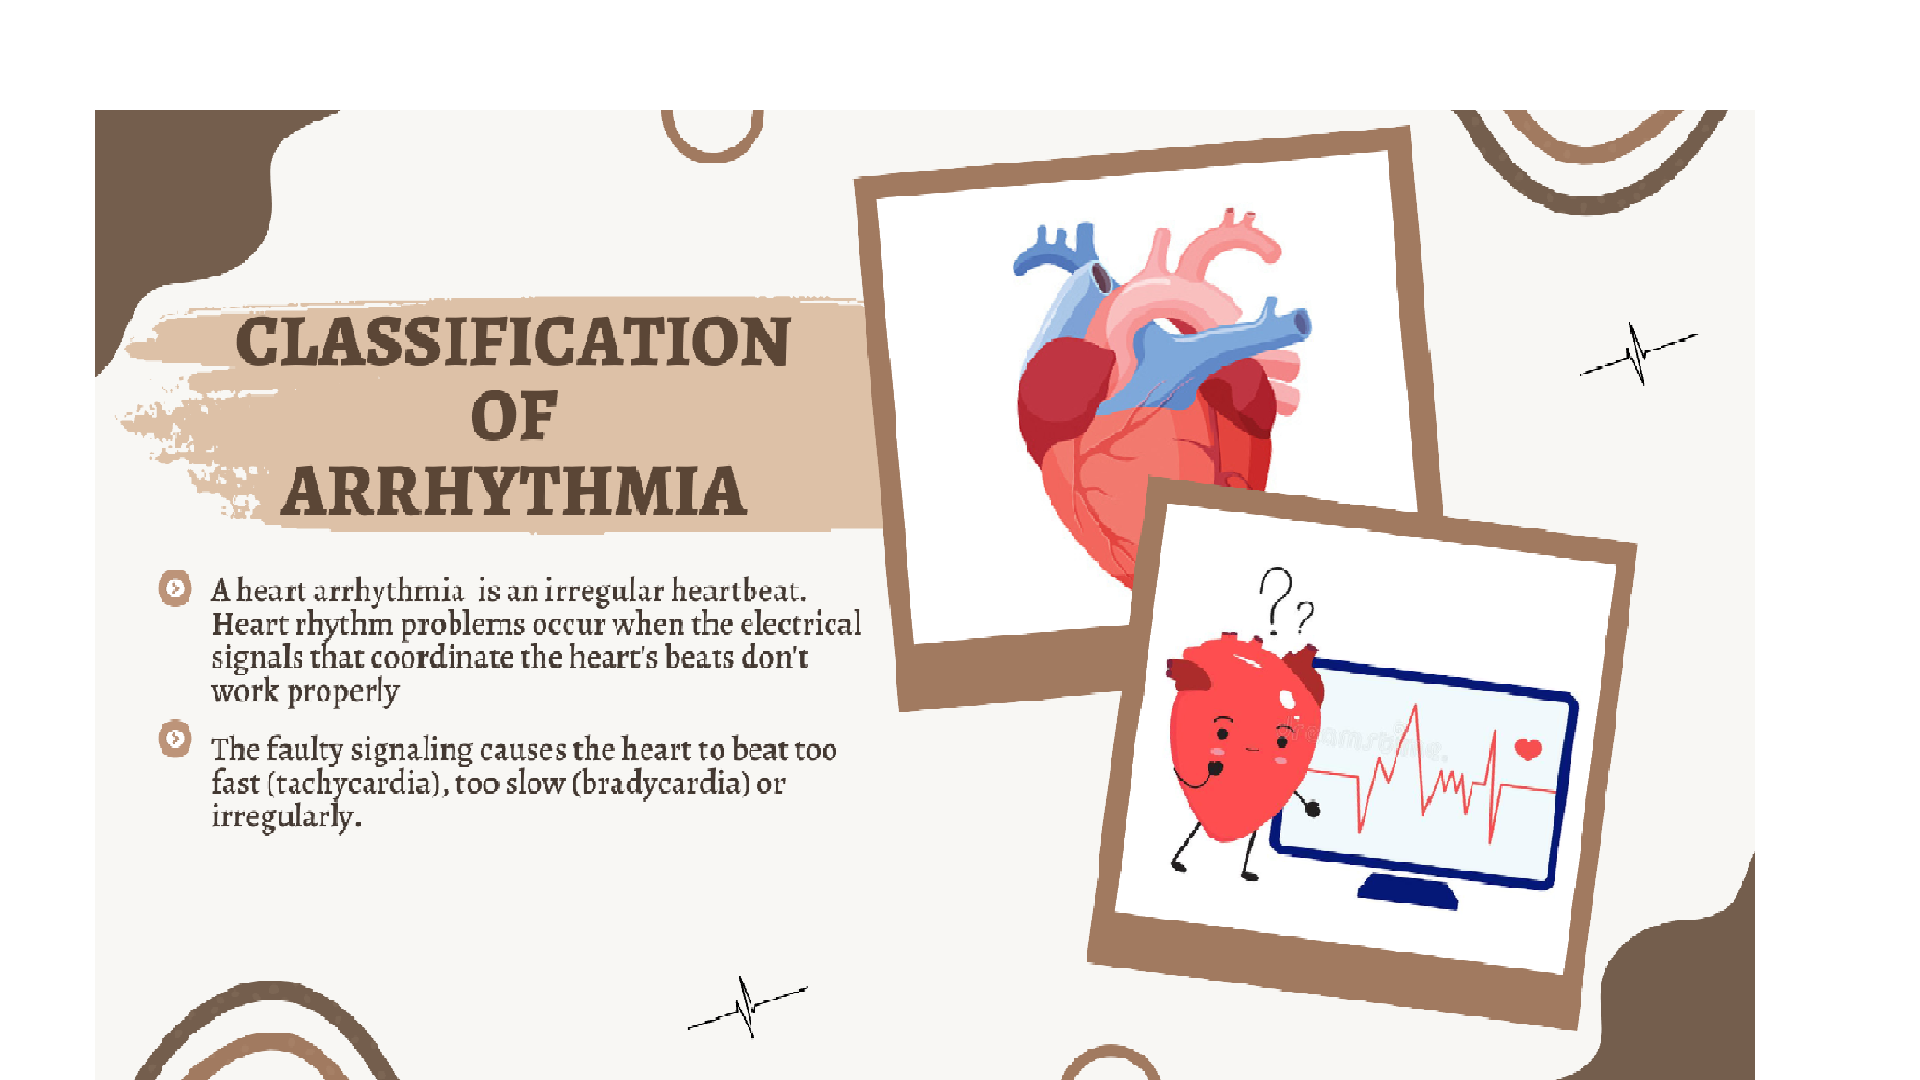 CLASSIFICATION
OF
ARRHYTHMIA
A heart arrhythmia is an irregular heartbeat.
Heart rhythm problems occur when the electrical
signals that coordinate the heart's beats don't
work properly
The faulty signaling causes the heart to beat too
fast (tachycardia), too slow (bradycardia) or
irregularly.
??
dreamstime.